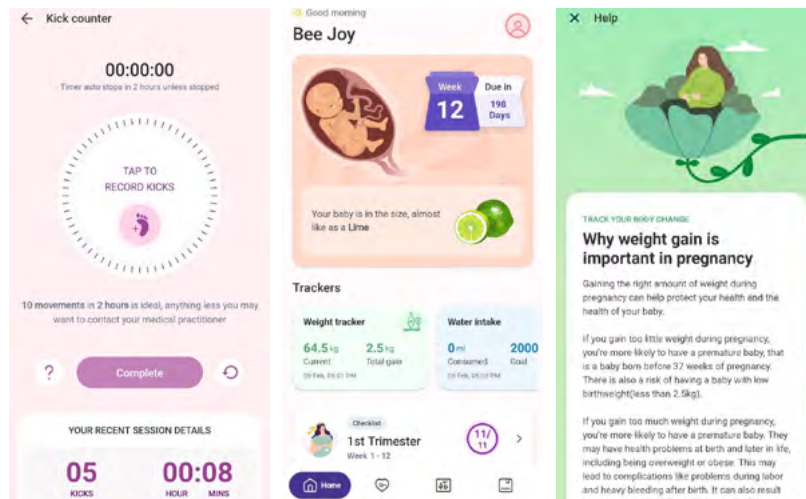 Kick counter
00:00:00
Timer auto stops in 2 hours unless stopped
TAP TO
RECORD KICKS
10 movements in 2 hours is ideal, anything less you may
want to contact your medical practitioner
?
Complete
YOUR RECENT SESSION DETAILS
05
00:08
KICKS
HOUR MINS
Good morning
Bee Joy
Week
12
Due in
198
Days
Your baby is in the size, almost
like as a Lime
Trackers
Weight tracker
64.5 kg
2.5 kg
Current
Total gain
Water intake
0 ml
2000
Consumed
Goal
Checklist
1st Trimester
Week 1 - 12
11/
11
Home
X Help
TRACK YOUR BODY CHANGE
Why weight gain is
important in pregnancy
Gaining the right amount of weight during
pregnancy can help protect your health and the
health of your baby.
If you gain too little weight during pregnancy,
you're more likely to have a premature baby, that
is a baby born before 37 weeks of pregnancy.
There is also a risk of having a baby with low
birthweight(less than 2.5kg).
If you gain too much weight during pregnancy,
you're more likely to have a premature baby. They
may have health problems at birth and later in life,
including being overweight or obese. This may
lead to complications like problems during labor
and heavy bleeding after birth. It can also result